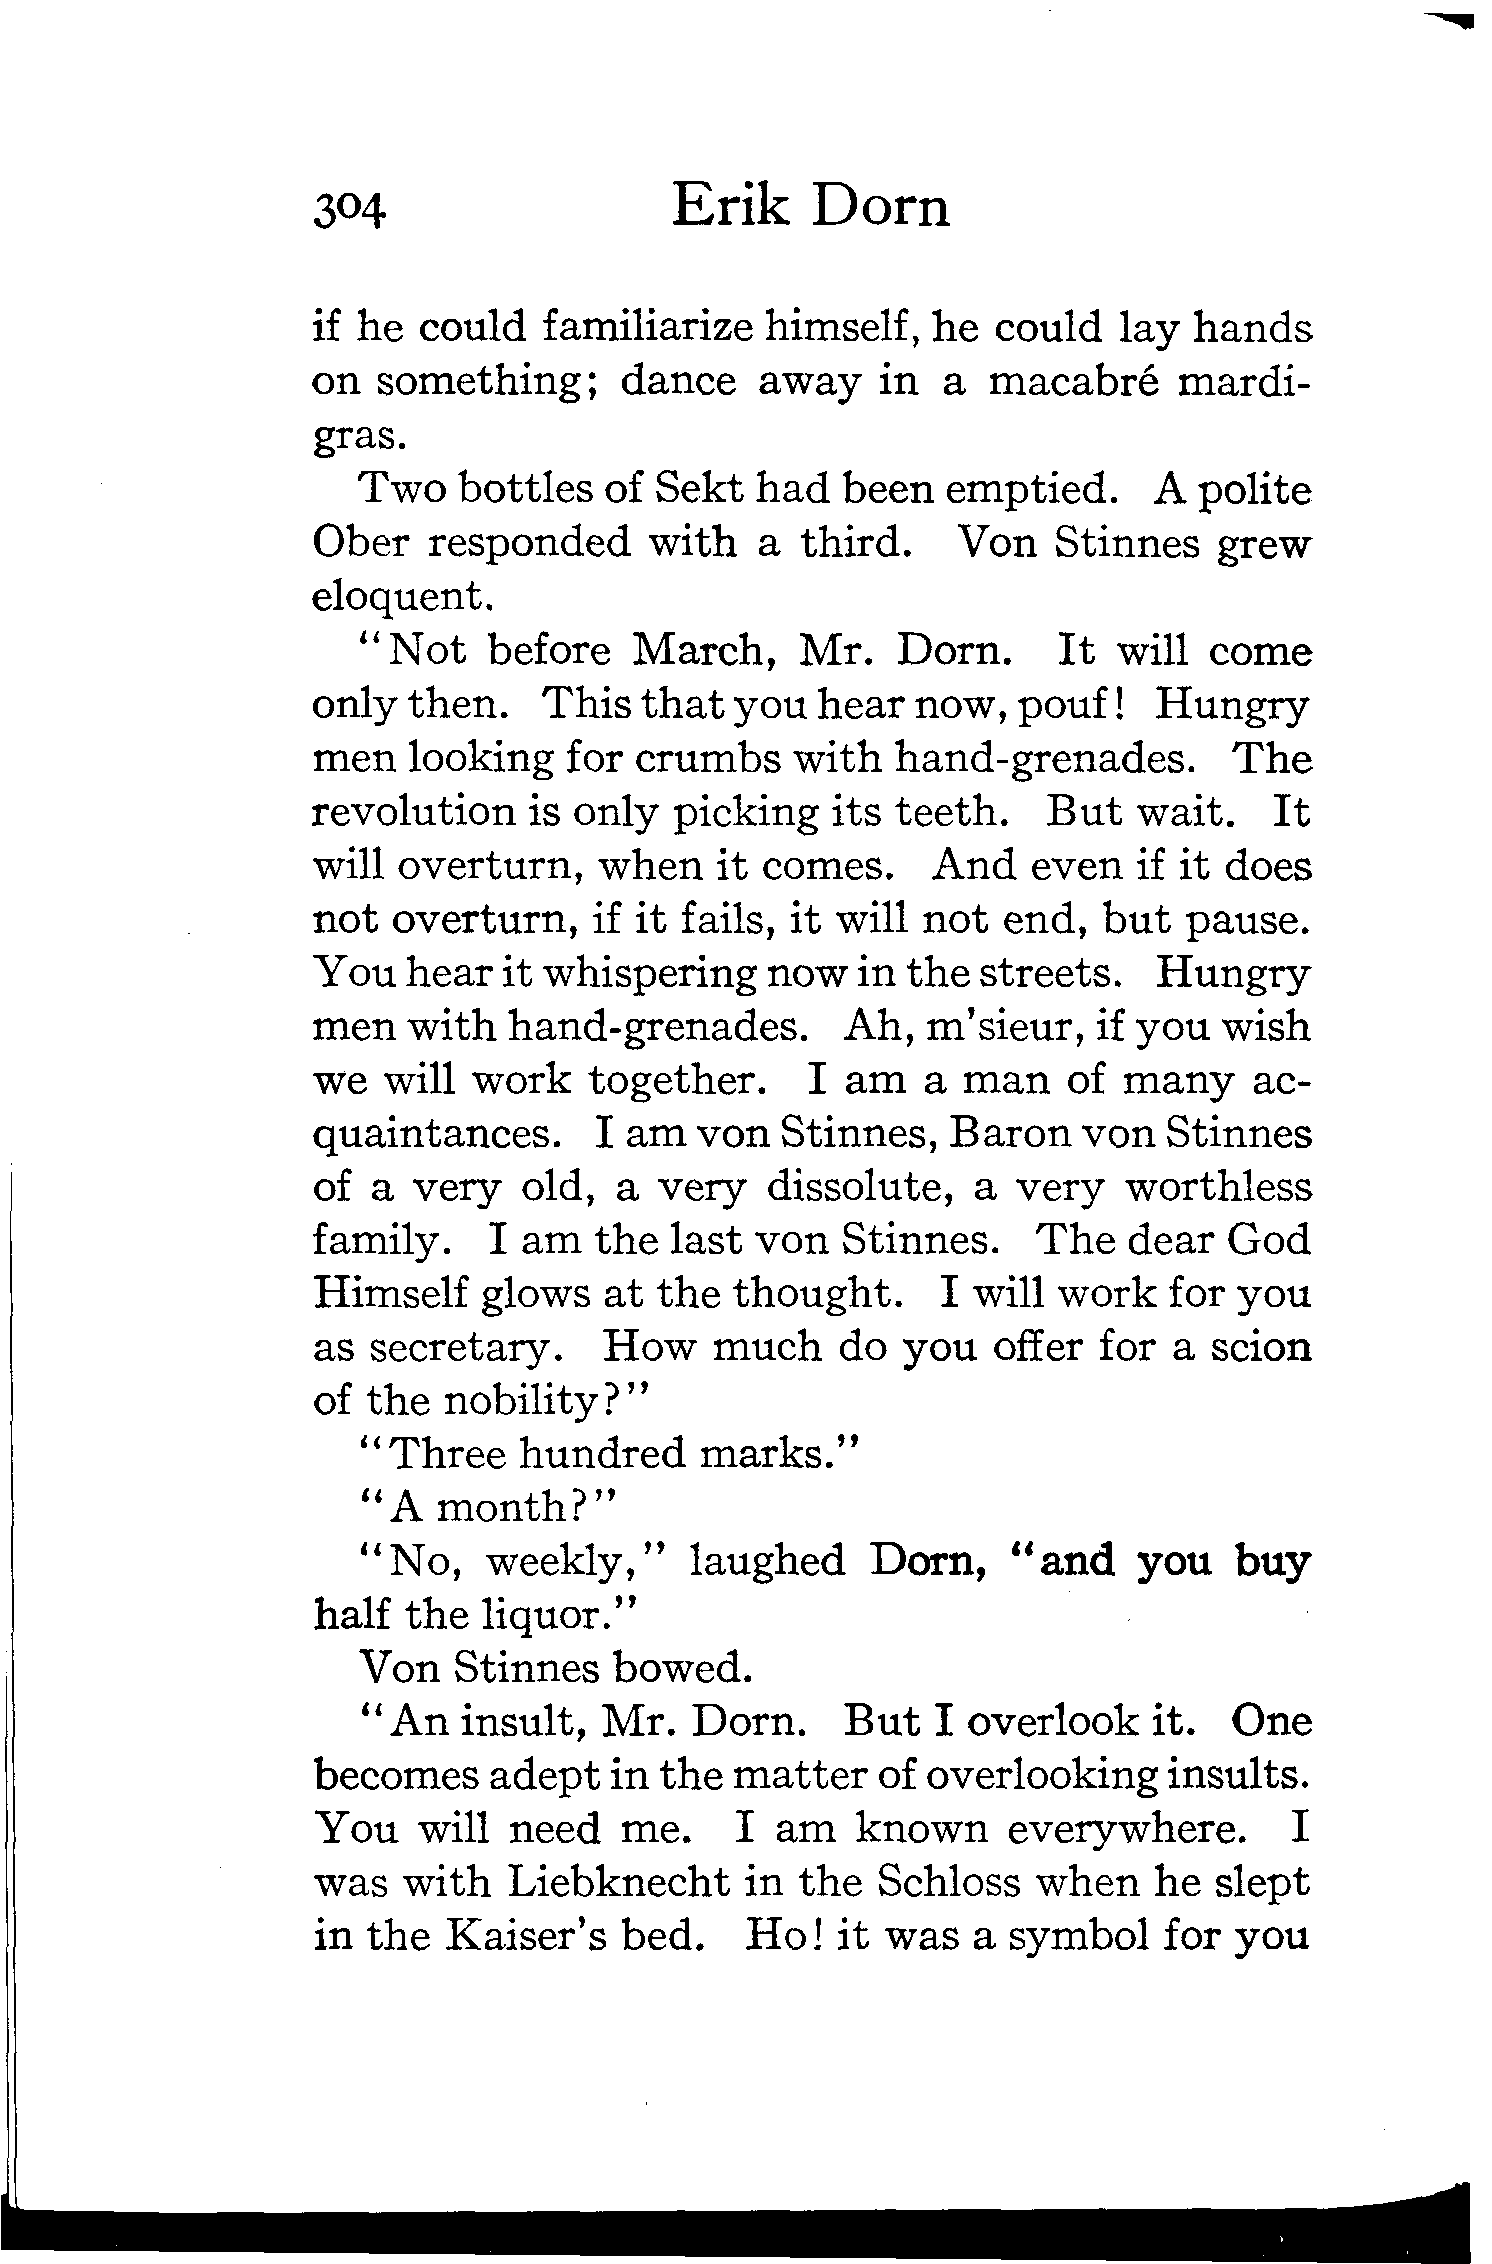 304 Erik Dorn
if he could familiarize himself, he could lay hands
on something; dance away in a macabré mardi-
gras.
Two bottles of Sekt had been emptied. A polite
Ober responded with a third. Von Stinnes grew
eloquent.
"Not before March, Mr. Dorn. It will come
only then. This that you hear now, pouf! Hungry
men looking for crumbs with hand-grenades. The
revolution is only picking its teeth. But wait. It
will overturn, when it comes. And even if it does
not overturn, if it fails, it will not end, but pause.
You hear it whispering now in the streets. Hungry
men with hand-grenades. Ah, m'sieur, if you wish
we will work together. I am a man of many ac-
quaintances. I am von Stinnes, Baron von Stinnes
of a very old, a very dissolute, a very worthless
family. I am the last von Stinnes. The dear God
Himself glows at the thought. I will work for you
as secretary. How much do you offer for a scion
of the nobility?"
"Three hundred marks."
"A month?"
"No, weekly," laughed Dorn, "and you buy
half the liquor."
Von Stinnes bowed.
"An insult, Mr. Dorn. But I overlook it. One
becomes adept in the matter of overlooking insults.
You will need me. I am known everywhere. I
was with Liebknecht in the Schloss when he slept
in the Kaiser's bed. Ho! it was a symbol for you